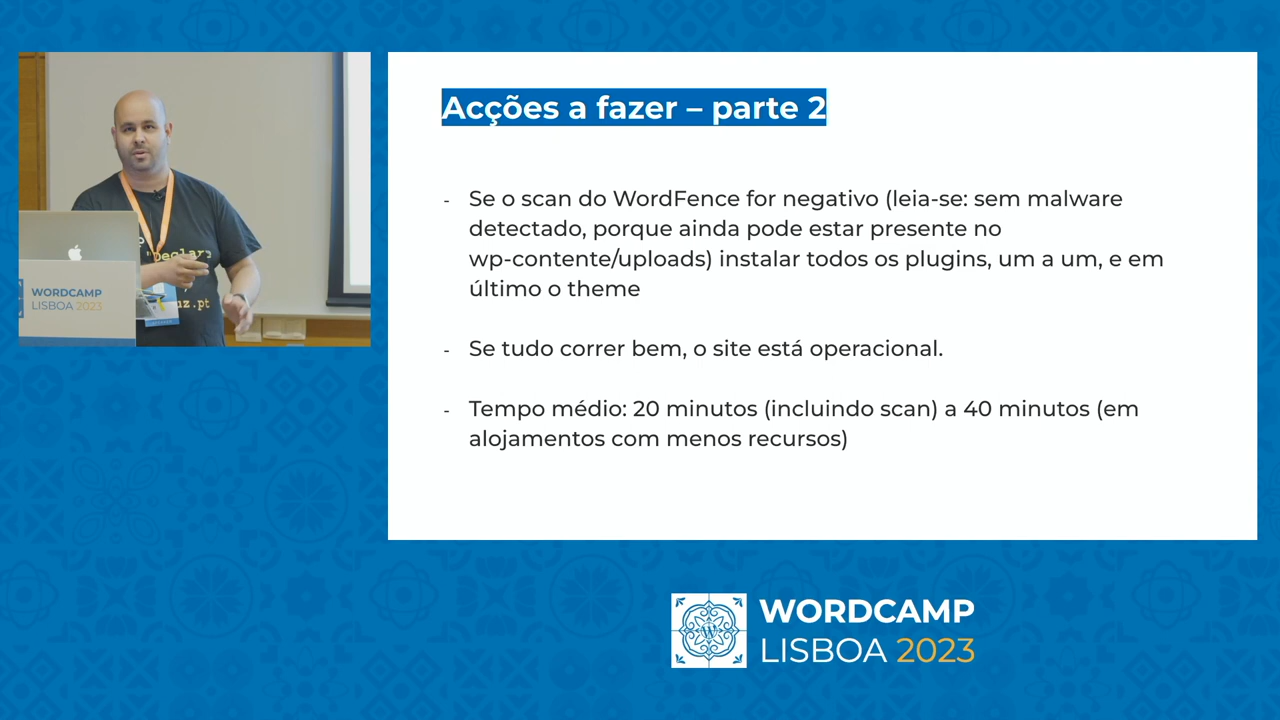 Acções a fazer – parte 2
- Se o scan do WordFence for negativo (leia-se: sem malware
detectado, porque ainda pode estar presente no
wp-contente/uploads) instalar todos os plugins, um a um, e em
último o theme
- Se tudo correr bem, o site está operacional.
- Tempo médio: 20 minutos (incluindo scan) a 40 minutos (em
alojamentos com menos recursos)
WORDCAMP
LISBOA 2023
WORDCAMP
LISBOA 2023